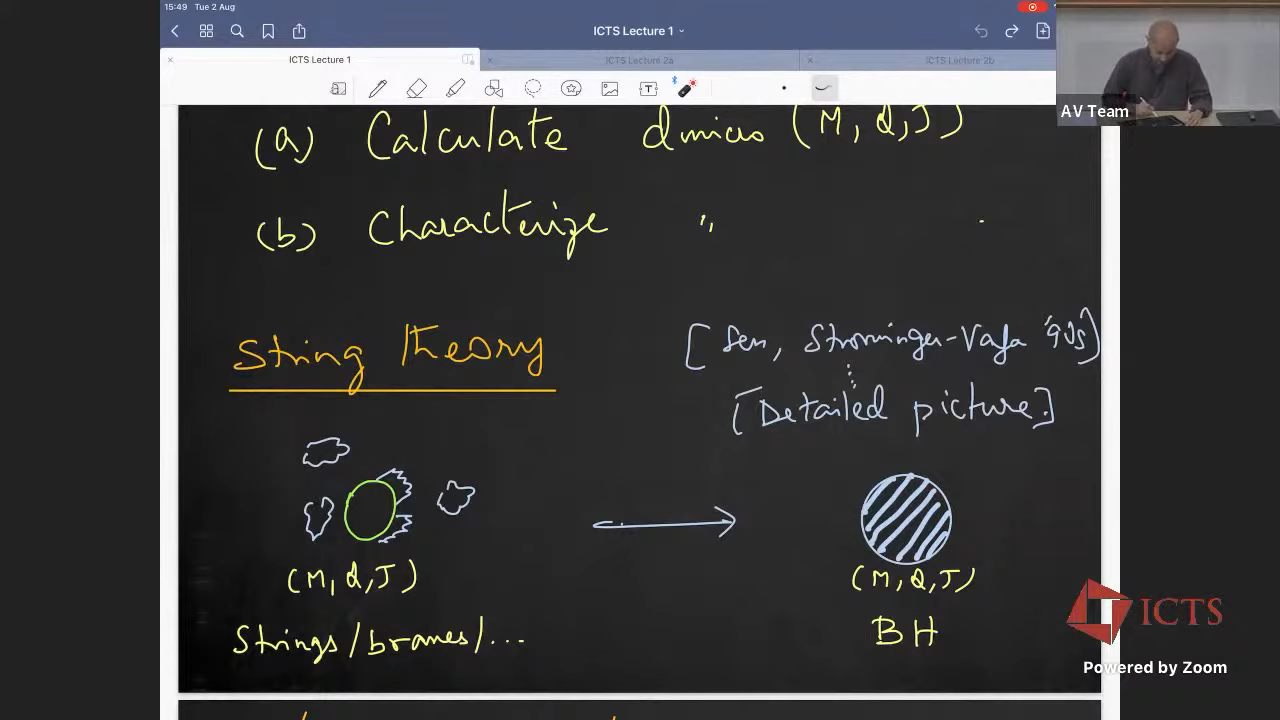 15:49 Tue 2 Aug
ICTS Lecture 1
ICTS Lecture 1 ICTS Lecture 2a ICTS Lecture 2b
AV Team
(a) Calculate dmicro (M, Q, J)
(b) Characterize " .
String Theory [Sen, Strominger-Vafa '90s]
[Detailed picture.]
(M, Q, J) (M, Q, J)
Strings/branes/... BH
ICTS
Powered by Zoom